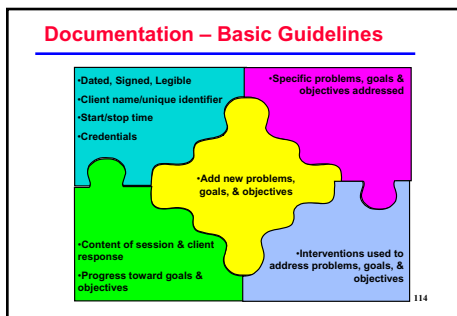 Documentation – Basic Guidelines
•Dated, Signed, Legible
•Client name/unique identifier
•Start/stop time
•Credentials
•Specific problems, goals &
objectives addressed
•Add new problems,
goals, & objectives
•Content of session & client
response
•Progress toward goals &
objectives
•Interventions used to
address problems, goals, &
objectives
114